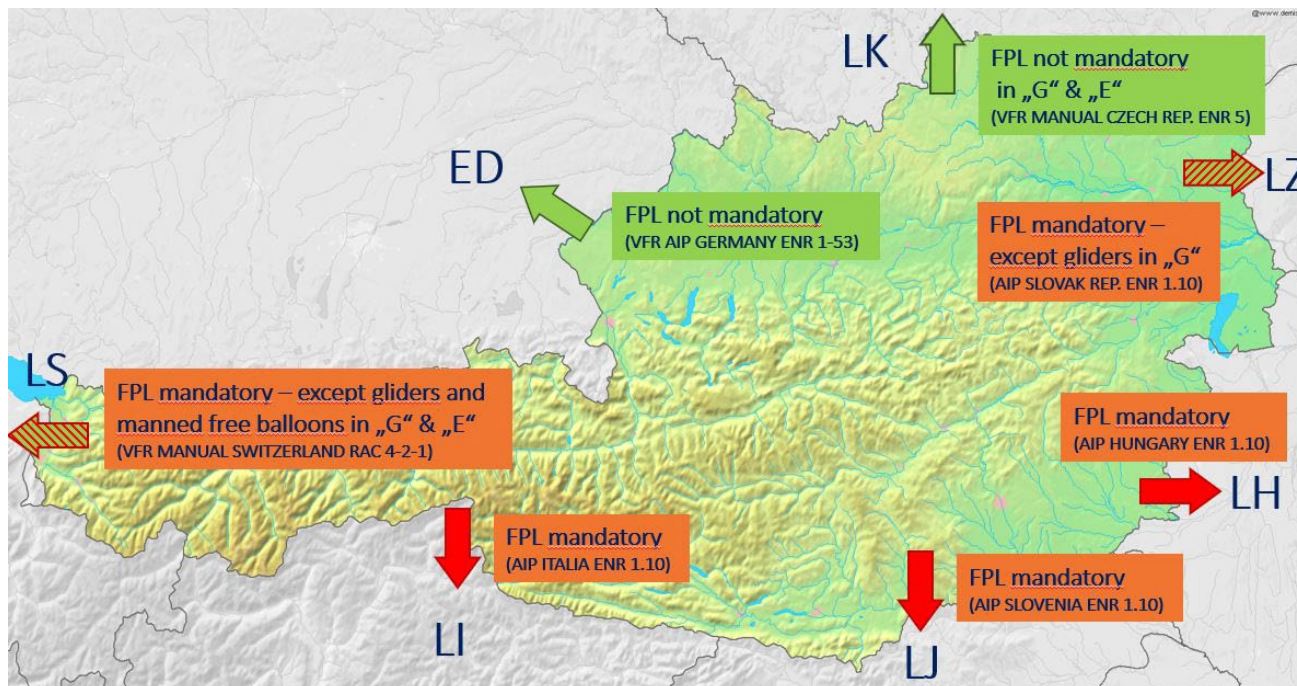 @www.demis
LK
FPL not mandatory
in „G“ & „E“
(VFR MANUAL CZECH REP. ENR 5)
ED
LZ
FPL not mandatory
(VFR AIP GERMANY ENR 1-53)
FPL mandatory –
except gliders in „G“
(AIP SLOVAK REP. ENR 1.10)
LS
FPL mandatory – except gliders and
manned free balloons in „G“ & „E“
(VFR MANUAL SWITZERLAND RAC 4-2-1)
FPL mandatory
(AIP HUNGARY ENR 1.10)
LH
FPL mandatory
(AIP ITALIA ENR 1.10)
FPL mandatory
(AIP SLOVENIA ENR 1.10)
LI
LJ